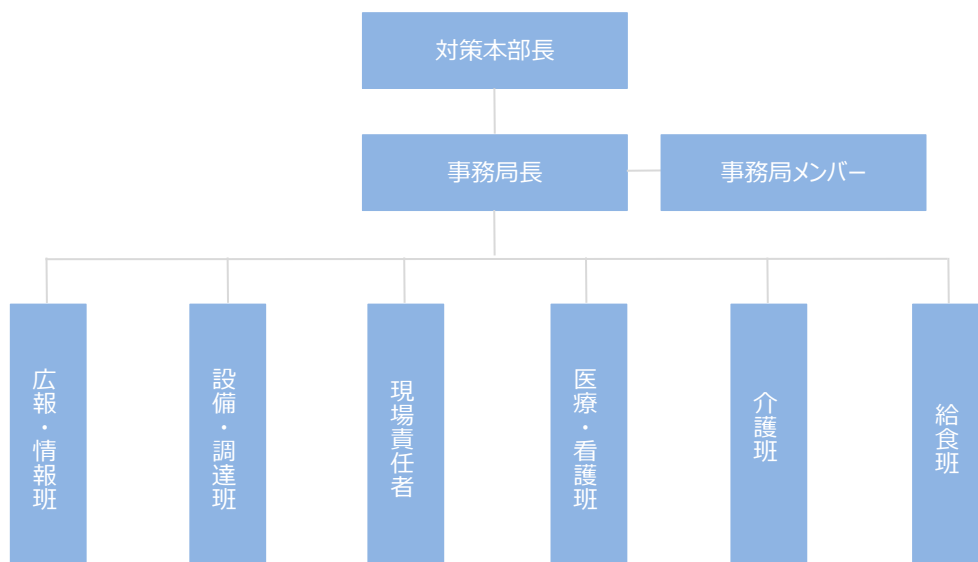 対策本部長
事務局長
事務局メンバー
広報・情報班
設備・調達班
現場責任者
医療・看護班
介護班
給食班